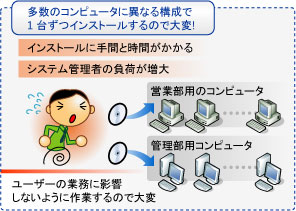 多数のコンピュータに異なる構成で
1台ずつインストールするので大変!
インストールに手間と時間がかかる
システム管理者の負荷が増大
営業部用のコンピュータ
管理部用コンピュータ
ユーザーの業務に影響
しないように作業するので大変